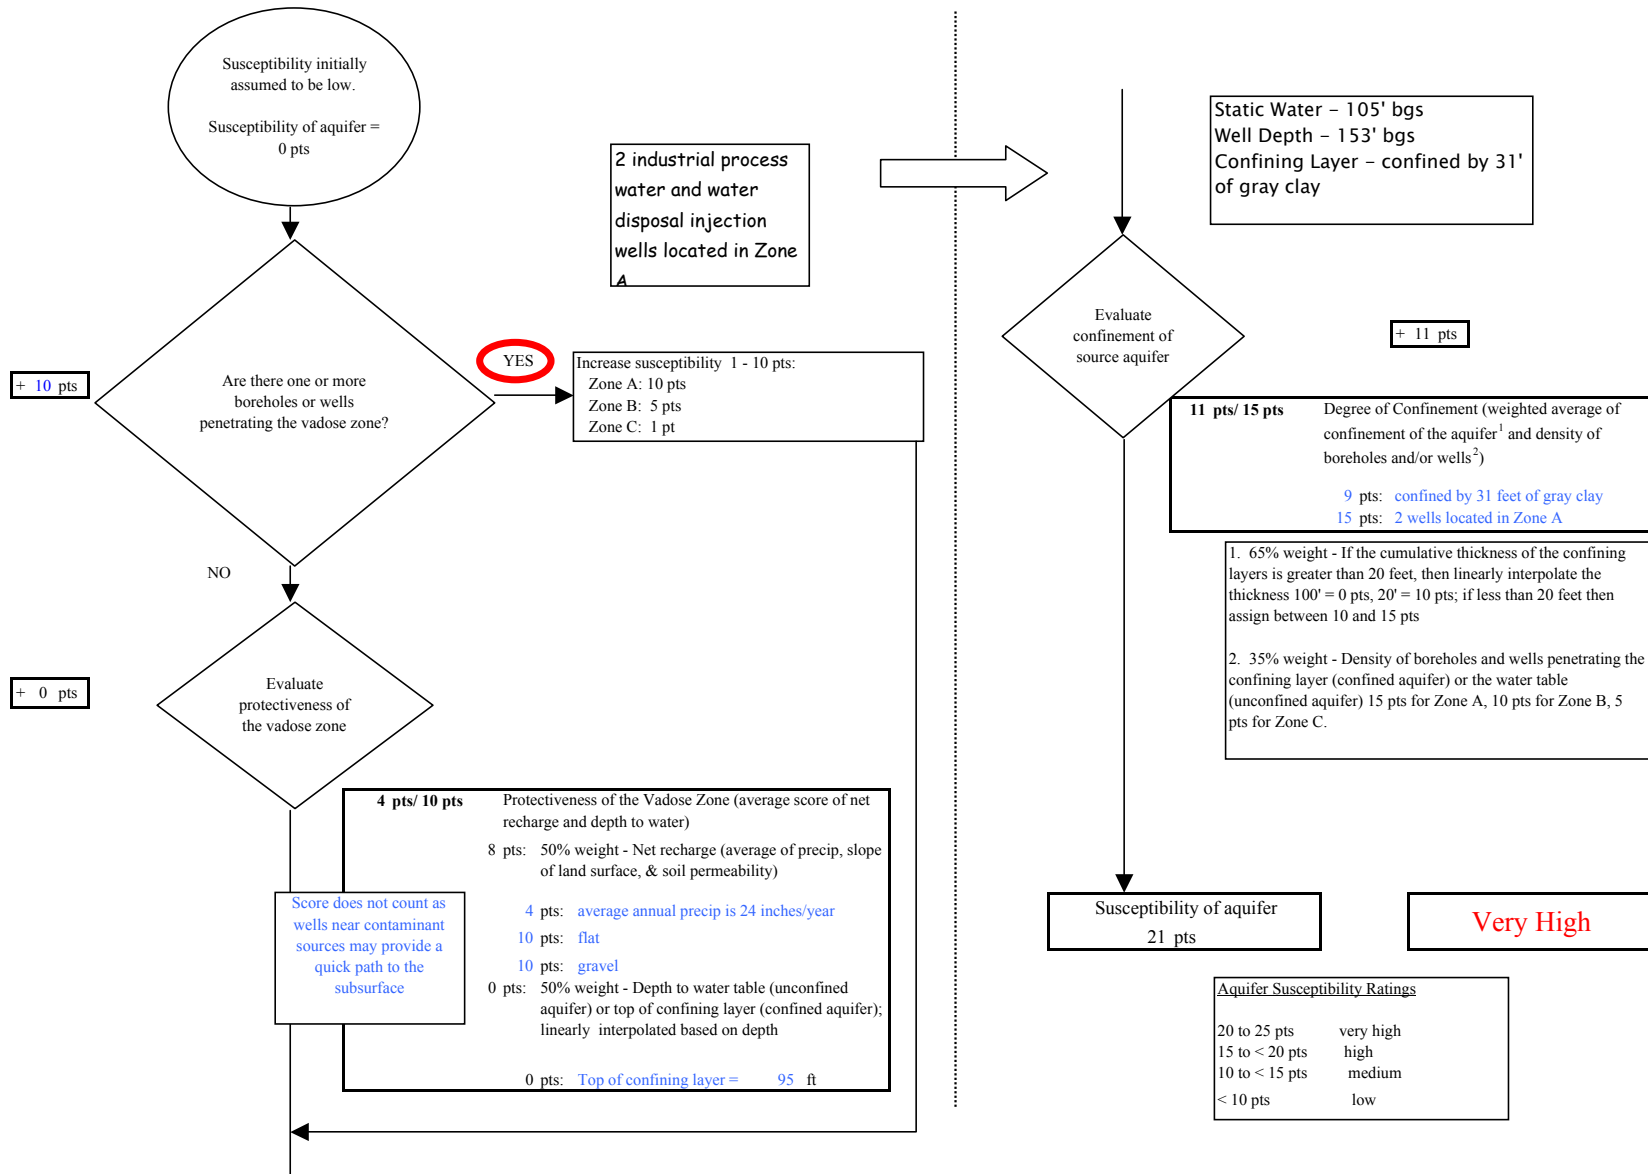 Susceptibility initially
assumed to be low.
Susceptibility of aquifer =
0 pts
2 industrial process
water and water
disposal injection
wells located in Zone
A
+ 10 pts
Are there one or more
boreholes or wells
penetrating the vadose zone?
YES
Increase susceptibility 1 - 10 pts:
Zone A: 10 pts
Zone B: 5 pts
Zone C: 1 pt
NO
+ 0 pts
Evaluate
protectiveness of
the vadose zone
4 pts/ 10 pts Protectiveness of the Vadose Zone (average score of net
recharge and depth to water)
8 pts: 50% weight - Net recharge (average of precip, slope
of land surface, & soil permeability)
4 pts: average annual precip is 24 inches/year
10 pts: flat
10 pts: gravel
0 pts: 50% weight - Depth to water table (unconfined
aquifer) or top of confining layer (confined aquifer);
linearly interpolated based on depth
0 pts: Top of confining layer = 95 ft
Score does not count as
wells near contaminant
sources may provide a
quick path to the
subsurface
Static Water – 105' bgs
Well Depth – 153' bgs
Confining Layer – confined by 31'
of gray clay
Evaluate
confinement of
source aquifer
+ 11 pts
11 pts/ 15 pts Degree of Confinement (weighted average of
confinement of the aquifer1 and density of
boreholes and/or wells2)
9 pts: confined by 31 feet of gray clay
15 pts: 2 wells located in Zone A
1. 65% weight - If the cumulative thickness of the confining
layers is greater than 20 feet, then linearly interpolate the
thickness 100' = 0 pts, 20' = 10 pts; if less than 20 feet then
assign between 10 and 15 pts
2. 35% weight - Density of boreholes and wells penetrating the
confining layer (confined aquifer) or the water table
(unconfined aquifer) 15 pts for Zone A, 10 pts for Zone B, 5
pts for Zone C.
Susceptibility of aquifer
21 pts
Very High
Aquifer Susceptibility Ratings
20 to 25 pts very high
15 to < 20 pts high
10 to < 15 pts medium
< 10 pts low